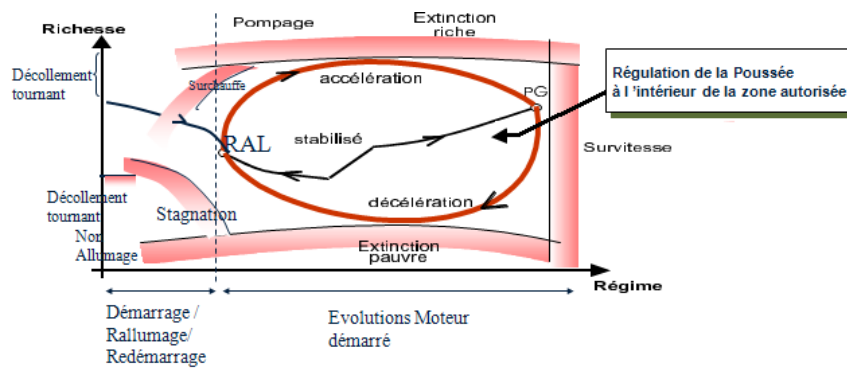 Richesse
Pompage
Extinction
riche
Décollement
tournant
Surchauffe
accélération
PG
Régulation de la Poussée
à l 'intérieur de la zone autorisée
RAL
stabilisé
Survitesse
décélération
Décollement
tournant
Non
Allumage
Stagnation
Extinction
pauvre
Régime
Démarrage /
Rallumage/
Redémarrage
Evolutions Moteur
démarré